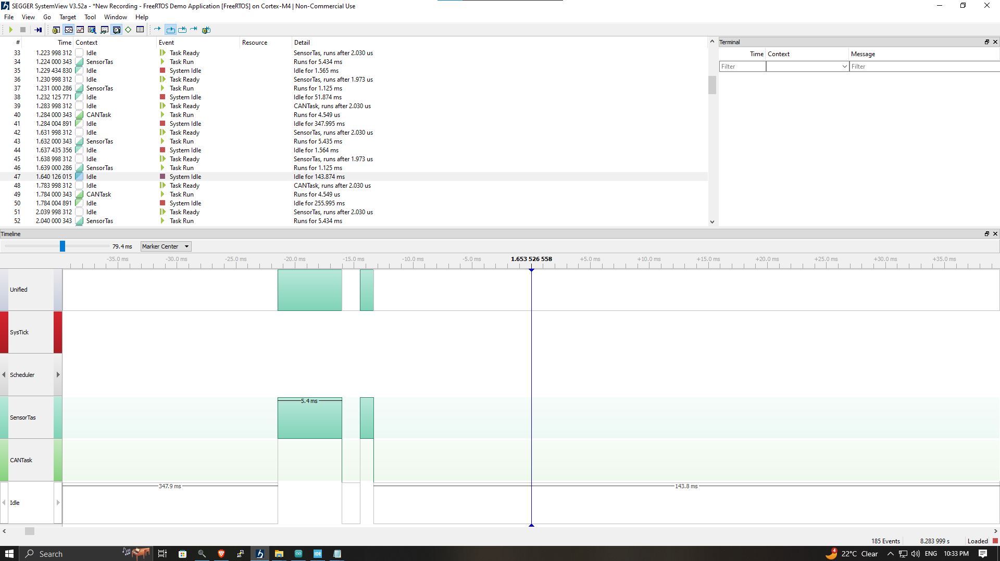 SEGGER SystemView V3.52a - *New Recording - FreeRTOS Demo Application [FreeRTOS] on Cortex-M4 | Non-Commercial Use
File View Go Target Tool Window Help
# Time Context Event Resource Detail
33 1.223 998 312 Idle Task Ready SensorTas, runs after 2.030 us
34 1.224 000 343 SensorTas Task Run Runs for 5.434 ms
35 1.229 434 830 Idle System Idle Idle for 1.565 ms
36 1.230 998 312 Idle Task Ready SensorTas, runs after 1.973 us
37 1.231 000 286 SensorTas Task Run Runs for 1.125 ms
38 1.232 125 771 Idle System Idle Idle for 51.874 ms
39 1.283 998 312 Idle Task Ready CANTask, runs after 2.030 us
40 1.284 000 343 CANTask Task Run Runs for 4.549 us
41 1.284 004 891 Idle System Idle Idle for 347.995 ms
42 1.631 998 312 Idle Task Ready SensorTas, runs after 2.030 us
43 1.632 000 343 SensorTas Task Run Runs for 5.435 ms
44 1.637 435 356 Idle System Idle Idle for 1.564 ms
45 1.638 998 312 Idle Task Ready SensorTas, runs after 1.973 us
46 1.639 000 286 SensorTas Task Run Runs for 1.125 ms
47 1.640 126 015 Idle System Idle Idle for 143.874 ms
48 1.783 998 312 Idle Task Ready CANTask, runs after 2.030 us
49 1.784 000 343 CANTask Task Run Runs for 4.549 us
50 1.784 004 891 Idle System Idle Idle for 255.995 ms
51 2.039 998 312 Idle Task Ready SensorTas, runs after 2.030 us
52 2.040 000 343 SensorTas Task Run Runs for 5.434 ms
Terminal
Time Context Message
Filter Filter
Timeline
79.4 ms Marker Center
-35.0 ms -30.0 ms -25.0 ms -20.0 ms -15.0 ms -10.0 ms -5.0 ms 1.653 526 558 +5.0 ms +10.0 ms +15.0 ms +20.0 ms +25.0 ms +30.0 ms +35.0 ms
Unified
SysTick
Scheduler
SensorTas
5.4 ms
CANTask
Idle
347.9 ms 143.8 ms
185 Events 8.283 999 s Loaded
Search
IDE
4
22°C Clear ENG 10:33 PM